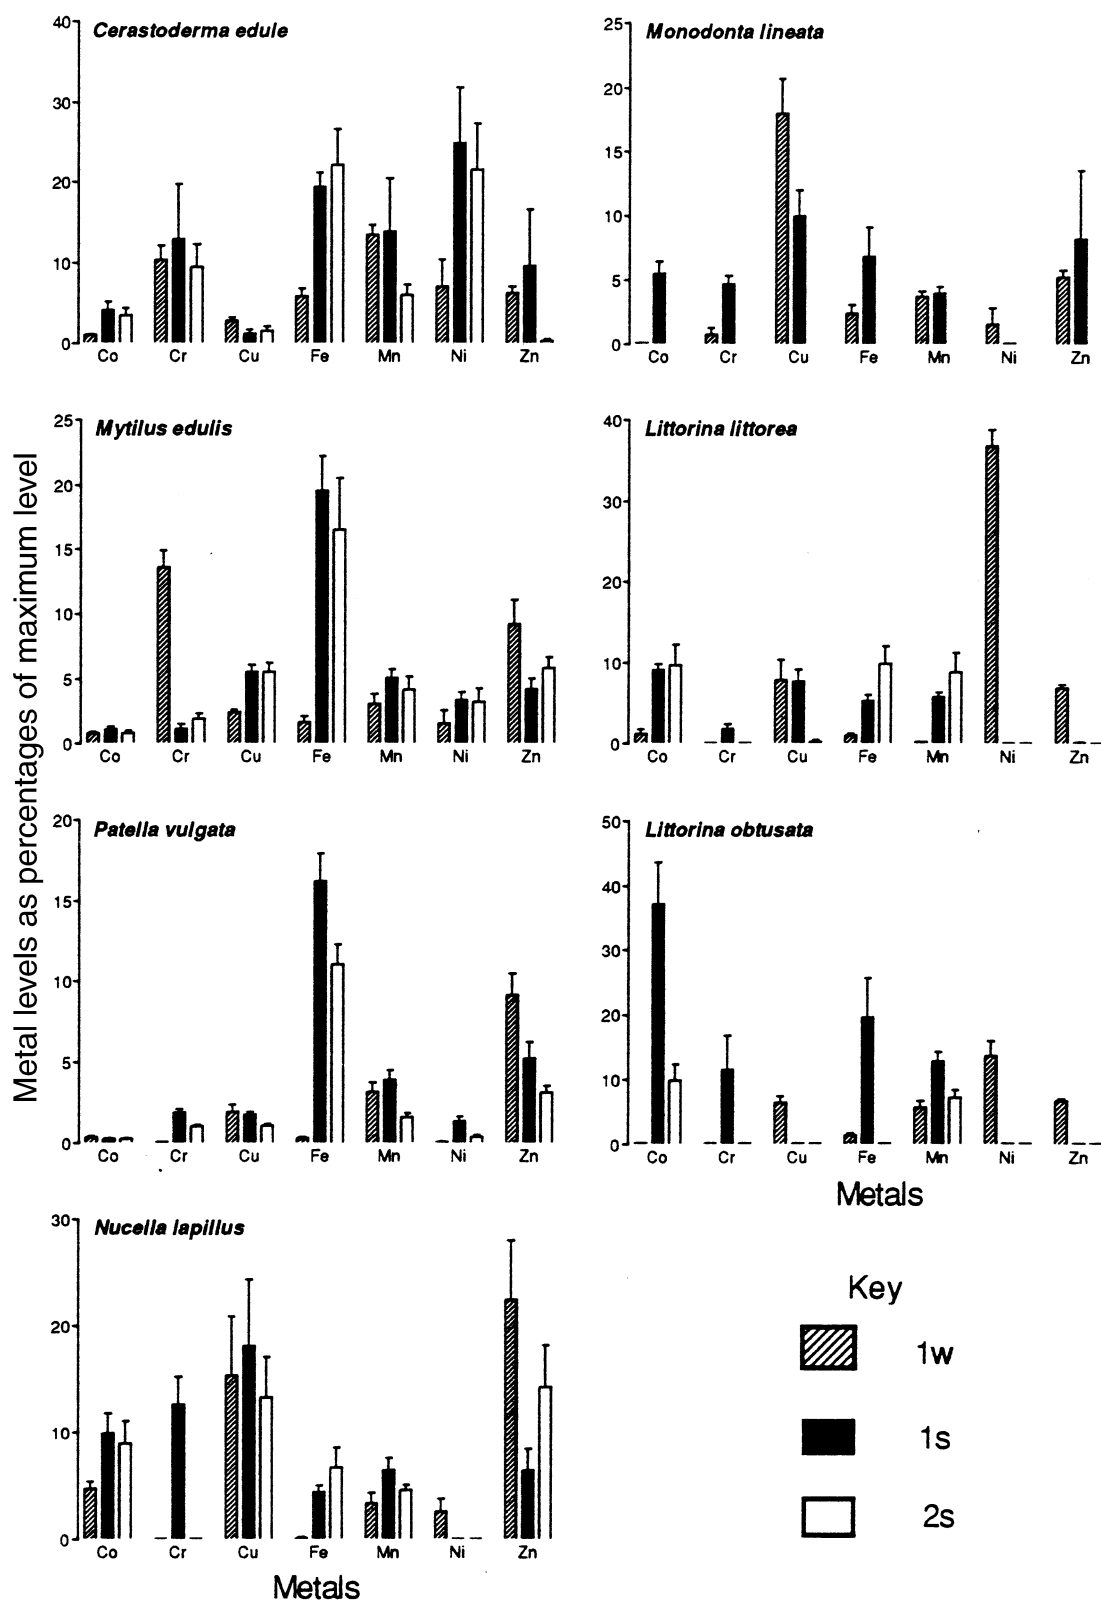 Metal levels as percentages of maximum level
Cerastoderma edule
40
30
20
10
0
Co Cr Cu Fe Mn Ni Zn
Monodonta lineata
25
20
15
10
5
0
Co Cr Cu Fe Mn Ni Zn
Mytilus edulis
25
20
15
10
5
0
Co Cr Cu Fe Mn Ni Zn
Littorina littorea
40
30
20
10
0
Co Cr Cu Fe Mn Ni Zn
Patella vulgata
20
15
10
5
0
Co Cr Cu Fe Mn Ni Zn
Littorina obtusata
50
40
30
20
10
0
Co Cr Cu Fe Mn Ni Zn
Metals
Nucella lapillus
30
20
10
0
Co Cr Cu Fe Mn Ni Zn
Metals
Key
1w
1s
2s